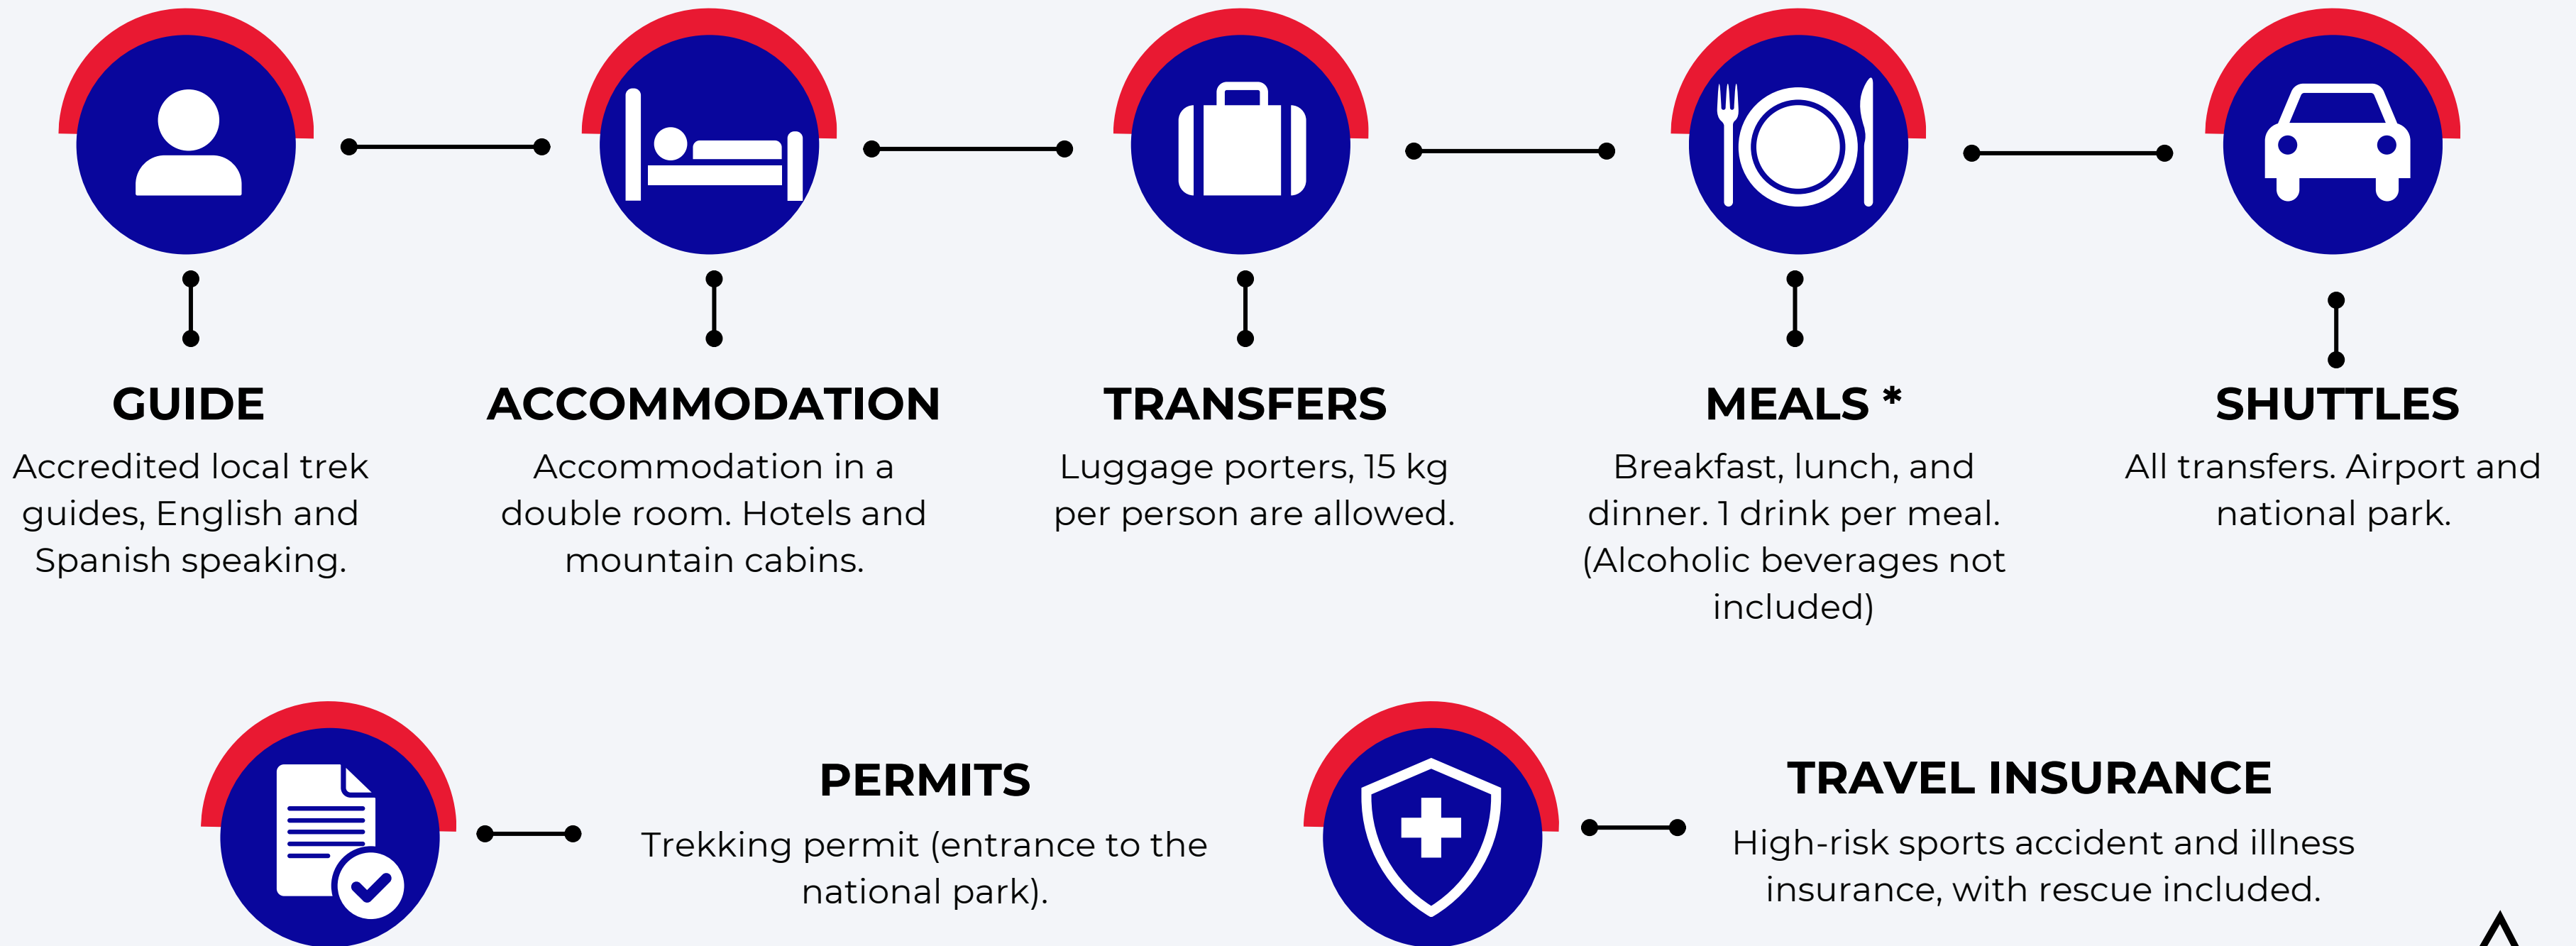 GUIDE
Accredited local trek
guides, English and
Spanish speaking.
ACCOMMODATION
Accommodation in a
double room. Hotels and
mountain cabins.
TRANSFERS
Luggage porters, 15 kg
per person are allowed.
MEALS *
Breakfast, lunch, and
dinner. 1 drink per meal.
(Alcoholic beverages not
included)
SHUTTLES
All transfers. Airport and
national park.
PERMITS
Trekking permit (entrance to the
national park).
TRAVEL INSURANCE
High-risk sports accident and illness
insurance, with rescue included.